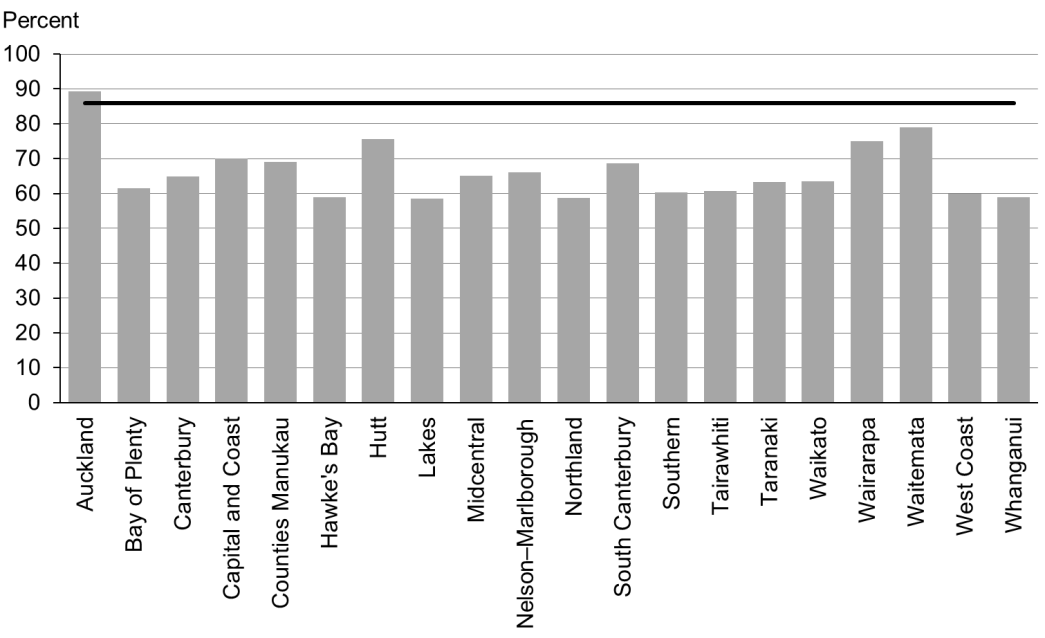 Percent
100
90
80
70
60
50
40
30
20
10
0
Auckland
Bay of Plenty
Canterbury
Capital and Coast
Counties Manukau
Hawke's Bay
Hutt
Lakes
Midcentral
Nelson–Marlborough
Northland
South Canterbury
Southern
Tairawhiti
Taranaki
Waikato
Wairarapa
Waitemata
West Coast
Whanganui